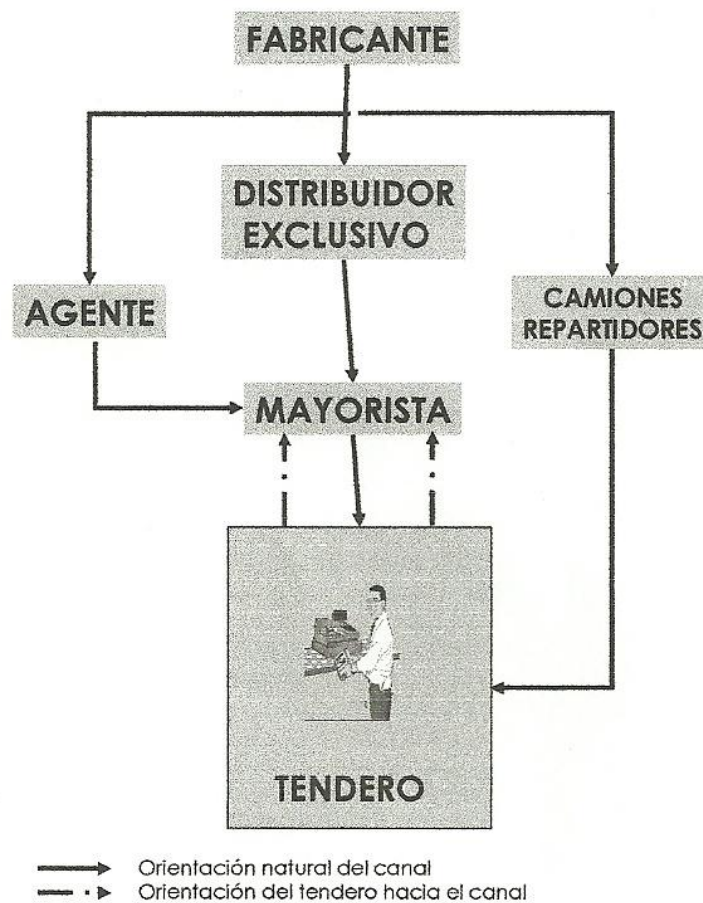 FABRICANTE
DISTRIBUIDOR
EXCLUSIVO
AGENTE
CAMIONES
REPARTIDORES
MAYORISTA
TENDERO
Orientación natural del canal
Orientación del tendero hacia el canal